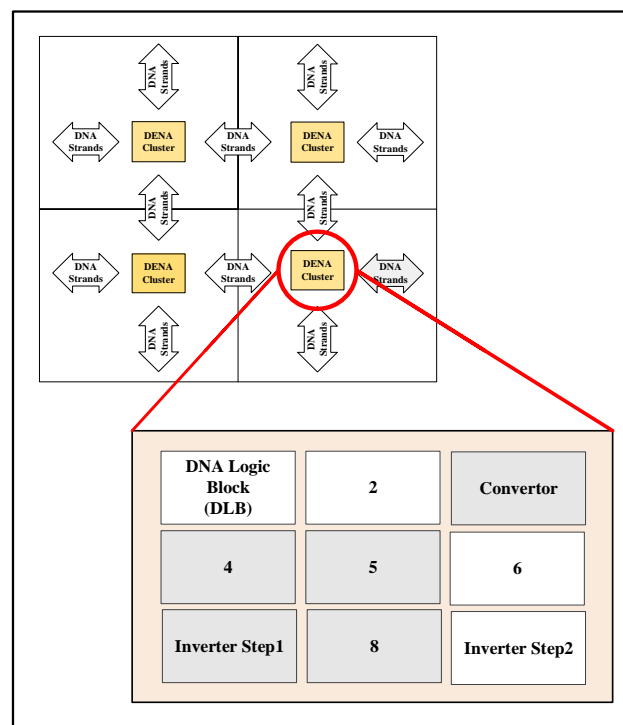 DNA
Strands
DNA
Strands
DNA
Strands
DENA
Cluster
DNA
Strands
DENA
Cluster
DNA
Strands
DNA
Strands
DNA
Strands
DNA
Strands
DENA
Cluster
DNA
Strands
DENA
Cluster
DNA
Strands
DNA
Strands
DNA
Strands
DNA Logic
Block
(DLB)
2
Convertor
4
5
6
Inverter Step1
8
Inverter Step2